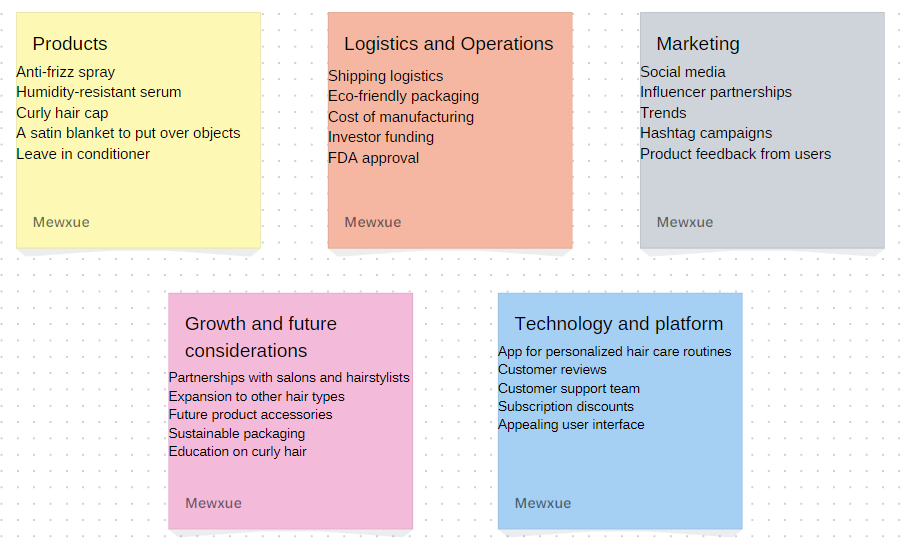 Products
Anti-frizz spray
Humidity-resistant serum
Curly hair cap
A satin blanket to put over objects
Leave in conditioner
Mewxue
Logistics and Operations
Shipping logistics
Eco-friendly packaging
Cost of manufacturing
Investor funding
FDA approval
Mewxue
Marketing
Social media
Influencer partnerships
Trends
Hashtag campaigns
Product feedback from users
Mewxue
Growth and future
considerations
Partnerships with salons and hairstylists
Expansion to other hair types
Future product accessories
Sustainable packaging
Education on curly hair
Mewxue
Technology and platform
App for personalized hair care routines
Customer reviews
Customer support team
Subscription discounts
Appealing user interface
Mewxue